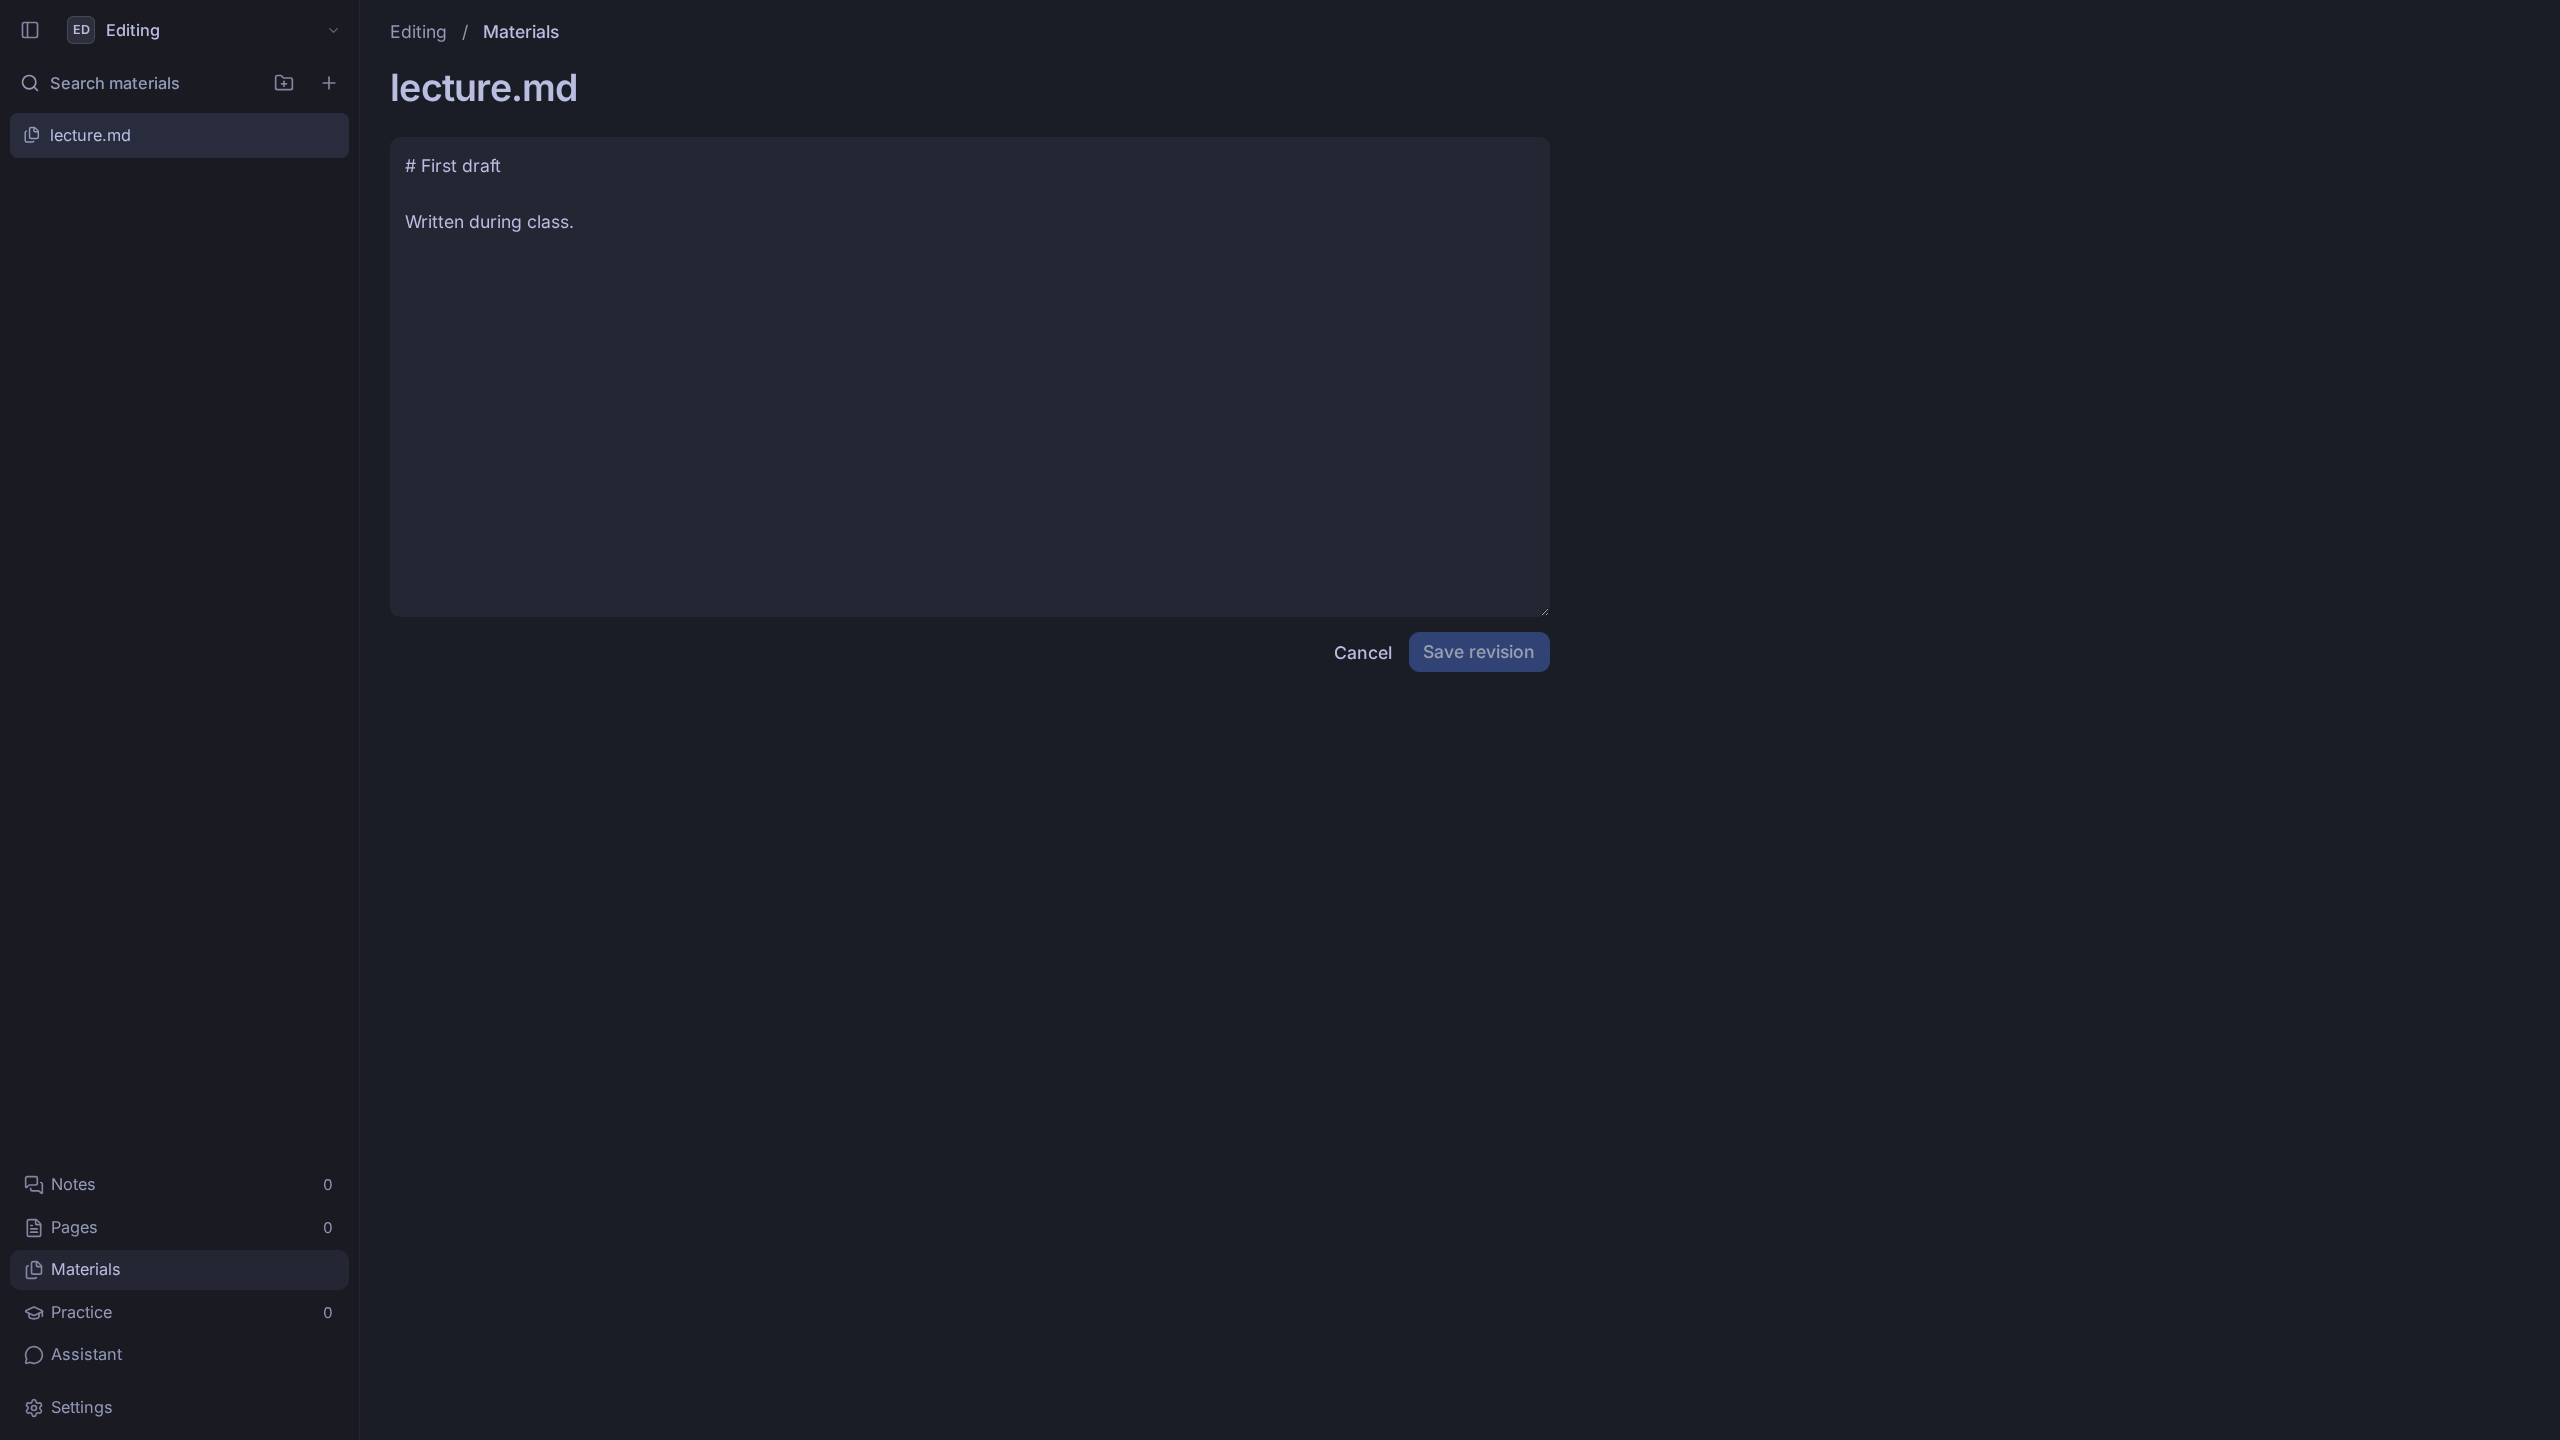 ED Editing
Search materials
lecture.md
Notes 0
Pages 0
Materials
Practice 0
Assistant
Settings
Editing / Materials
lecture.md
# First draft
Written during class.
Cancel Save revision